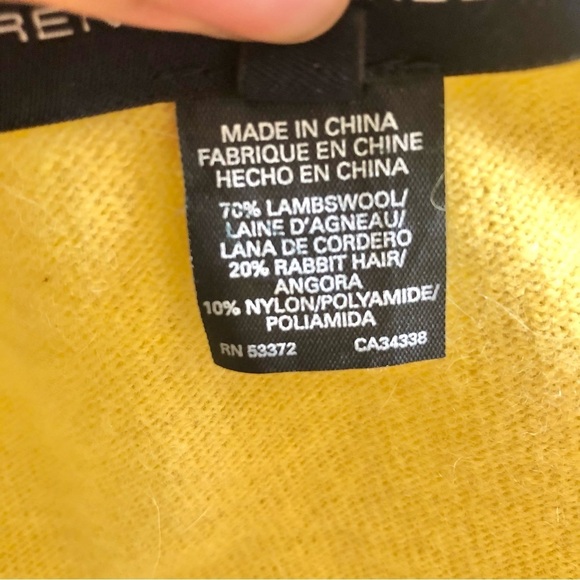 MADE IN CHINA
FABRIQUE EN CHINE
HECHO EN CHINA
70% LAMBSWOOL/
LAINE D'AGNEAU/
LANA DE CORDERO
20% RABBIT HAIR/
ANGORA
10% NYLON/POLYAMIDE/
POLIAMIDA
RN 53372 CA34338